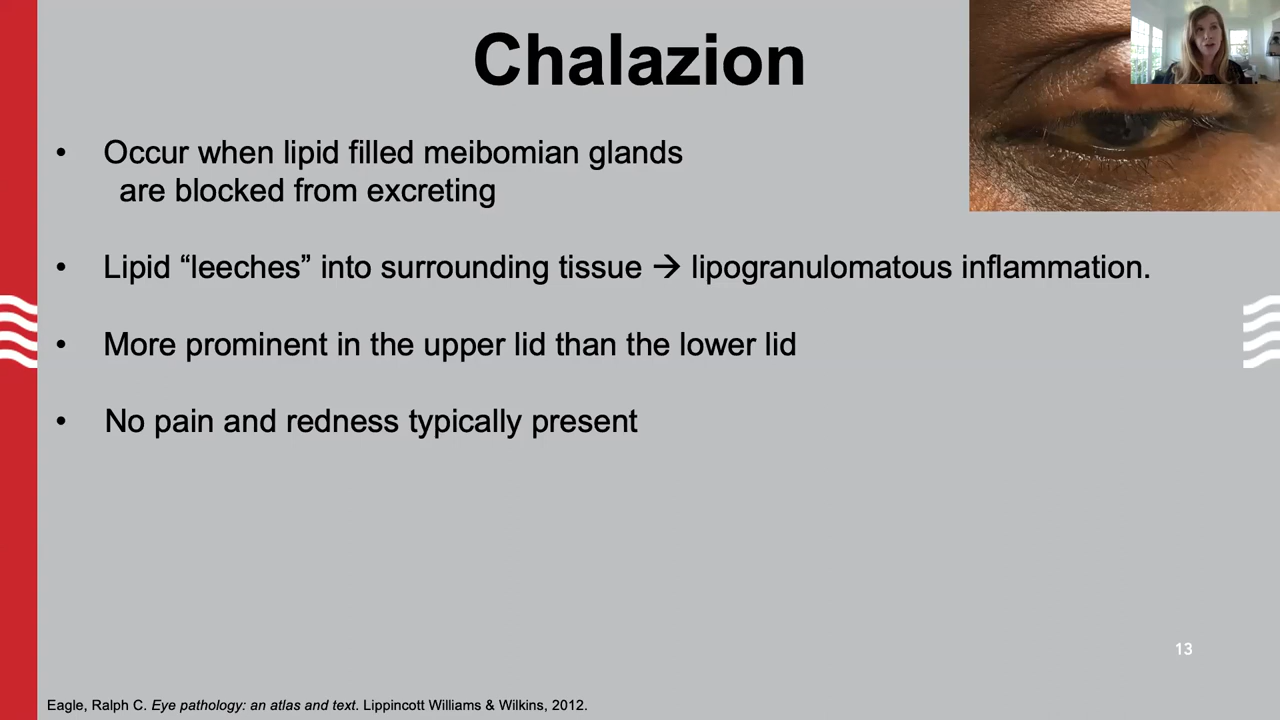 Chalazion
• Occur when lipid filled meibomian glands
are blocked from excreting
• Lipid “leeches” into surrounding tissue → lipogranulomatous inflammation.
• More prominent in the upper lid than the lower lid
• No pain and redness typically present
13
Eagle, Ralph C. Eye pathology: an atlas and text. Lippincott Williams & Wilkins, 2012.